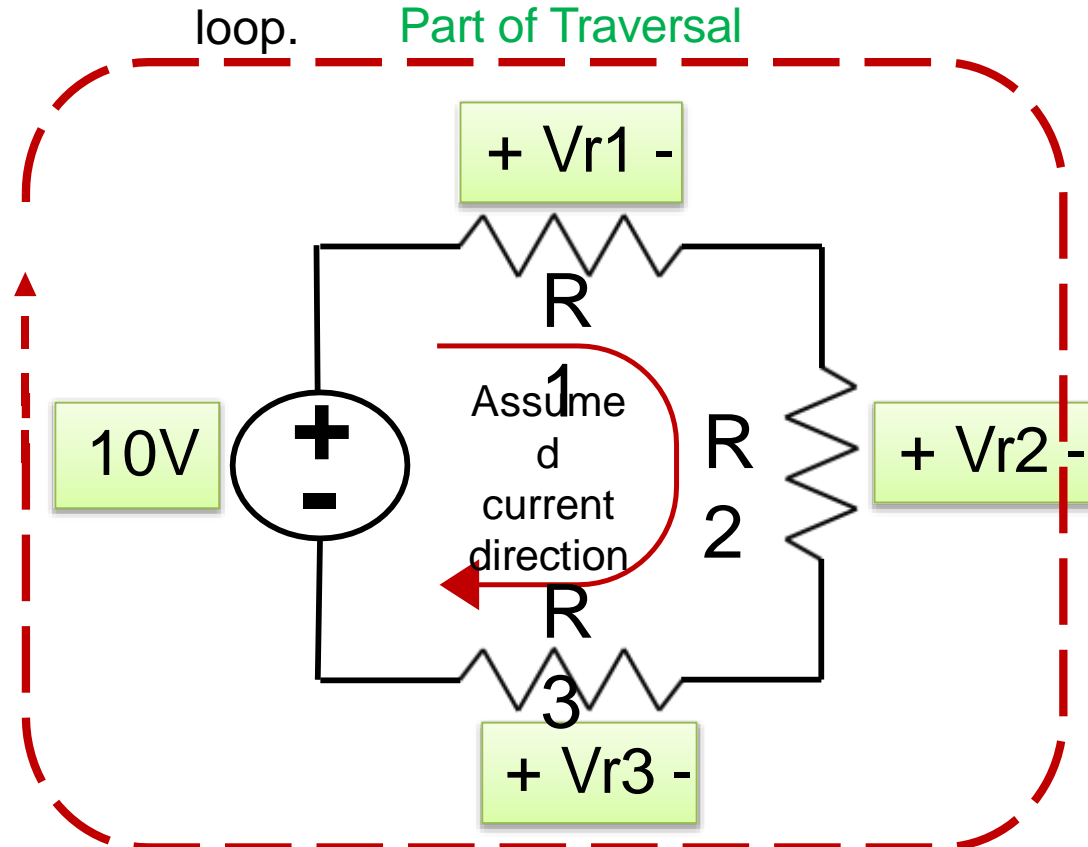 loop. Part of Traversal
+ Vr1 -
R
1
Assume
d
current
direction
10V
+
-
R
2
+ Vr2 -
R
3
+ Vr3 -